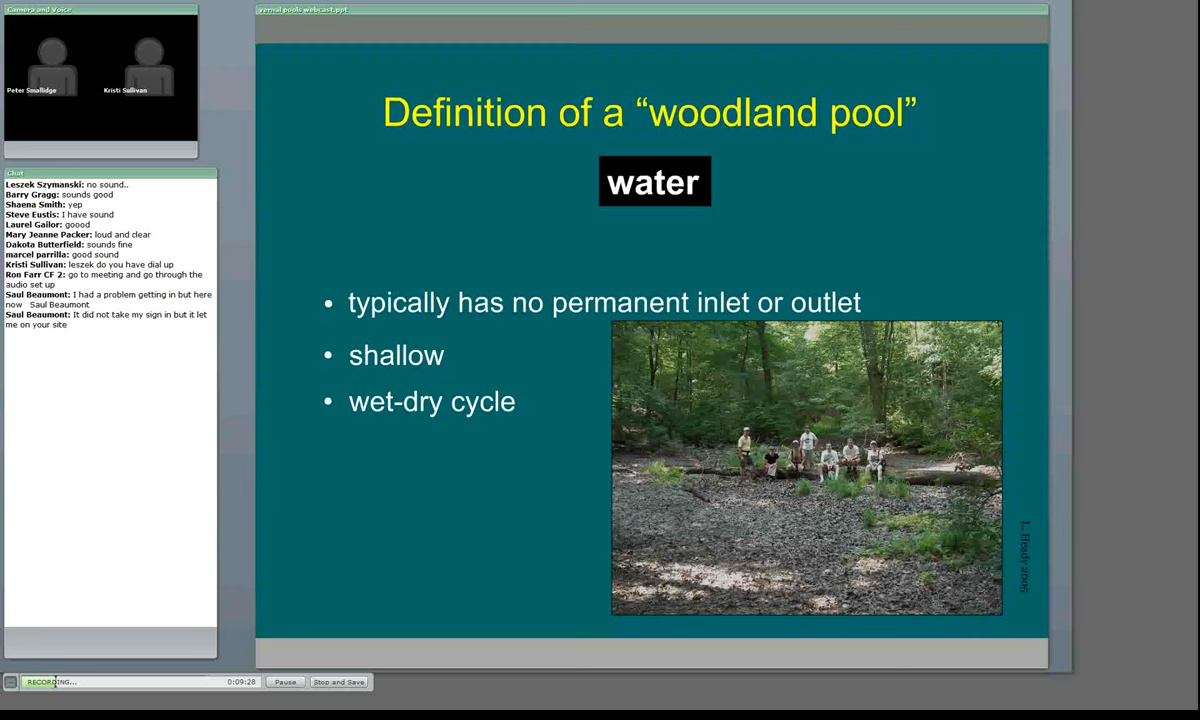 Camera and Voice
Peter Smallidge
Kristi Sullivan
Chat
Leszek Szymanski: no sound..
Barry Gragg: sounds good
Shaena Smith: yep
Steve Eustis: I have sound
Laurel Gailor: goood
Mary Jeanne Packer: loud and clear
Dakota Butterfield: sounds fine
marcel parrilla: good sound
Kristi Sullivan: leszek do you have dial up
Ron Farr CF 2: go to meeting and go through the
audio set up
Saul Beaumont: I had a problem getting in but here
now Saul Beaumont
Saul Beaumont: It did not take my sign in but it let
me on your site
vernal pools webcast.ppt
Definition of a “woodland pool”
water
• typically has no permanent inlet or outlet
• shallow
• wet-dry cycle
L. Heady 2005
RECORDING...
0:09:28
Pause
Stop and Save